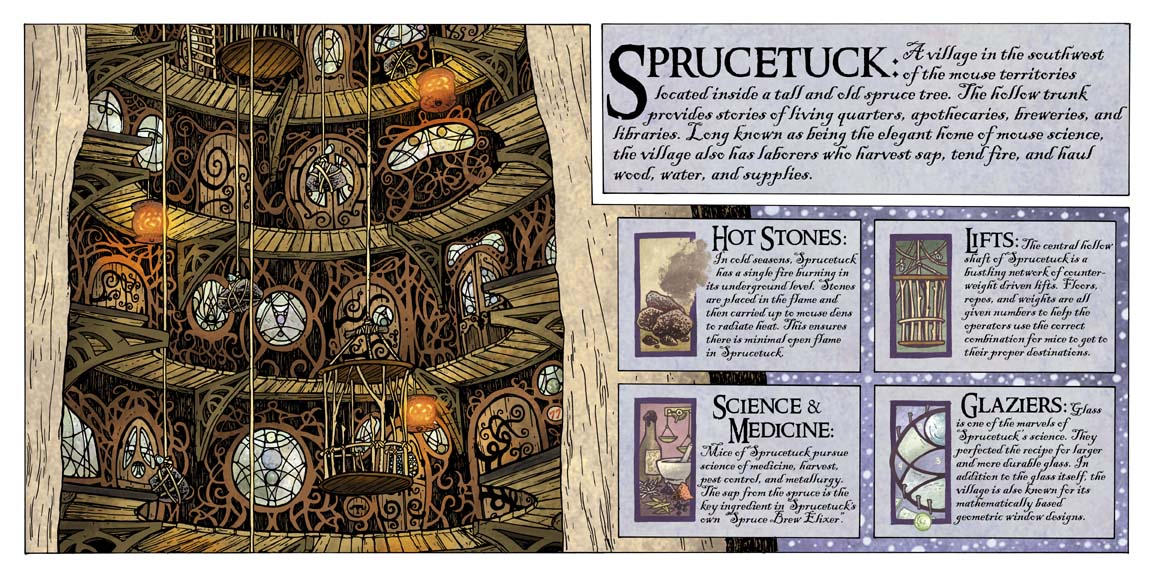 SPRUCETUCK: A village in the southwest
of the mouse territories
located inside a tall and old spruce tree. The hollow trunk
provides stories of living quarters, apothecaries, breweries, and
libraries. Long known as being the elegant home of mouse science,
the village also has laborers who harvest sap, tend fire, and haul
wood, water, and supplies.
HOT STONES:
In cold seasons, Sprucetuck
has a single fire burning in
its underground level. Stones
are placed in the flame and
then carried up to mouse dens
to radiate heat. This ensures
there is minimal open flame
in Sprucetuck.
LIFTS: The central hollow
shaft of Sprucetuck is a
bustling network of counter-
weight driven lifts. Floors,
ropes, and weights are all
given numbers to help the
operators use the correct
combination for mice to get to
their proper destinations.
SCIENCE &
MEDICINE:
Mice of Sprucetuck pursue
science of medicine, harvest,
pest control, and metallurgy.
The sap from the spruce is the
key ingredient in Sprucetuck's
own "Spruce Brew Elixer".
GLAZIERS: Glass
is one of the marvels of
Sprucetuck's science. They
perfected the recipe for larger
and more durable glass. In
addition to the glass itself, the
village is also known for its
mathematically based
geometric window designs.